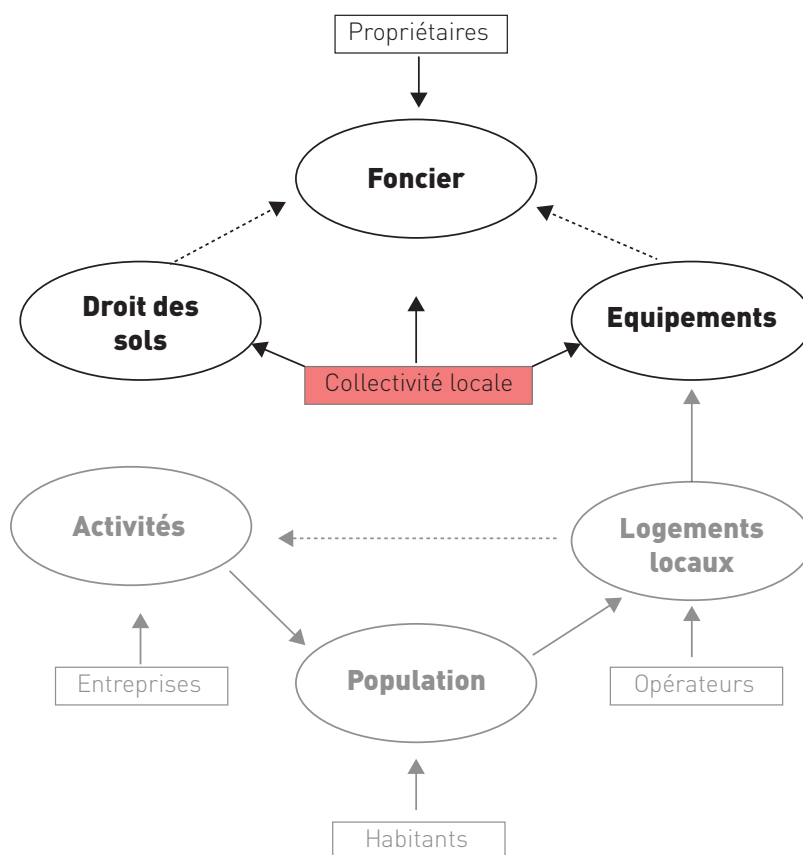 Propriétaires
Foncier
Droit des
sols
Equipements
Collectivité locale
Activités
Logements
locaux
Entreprises
Population
Opérateurs
Habitants